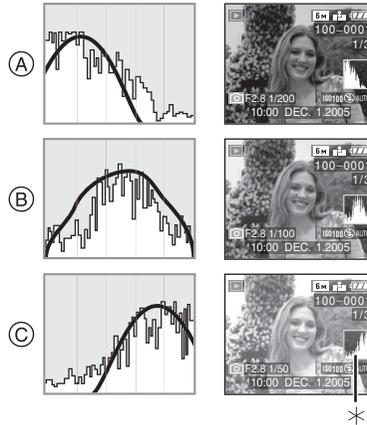 A
6M
100-0001
1/3
F2.8 1/200
ISO100 AUTO
10:00 DEC. 1.2005
B
6M
100-0001
1/3
F2.8 1/100
ISO100 AUTO
10:00 DEC. 1.2005
C
6M
100-0001
1/3
F2.8 1/50
ISO100 AUTO
10:00 DEC. 1.2005
*